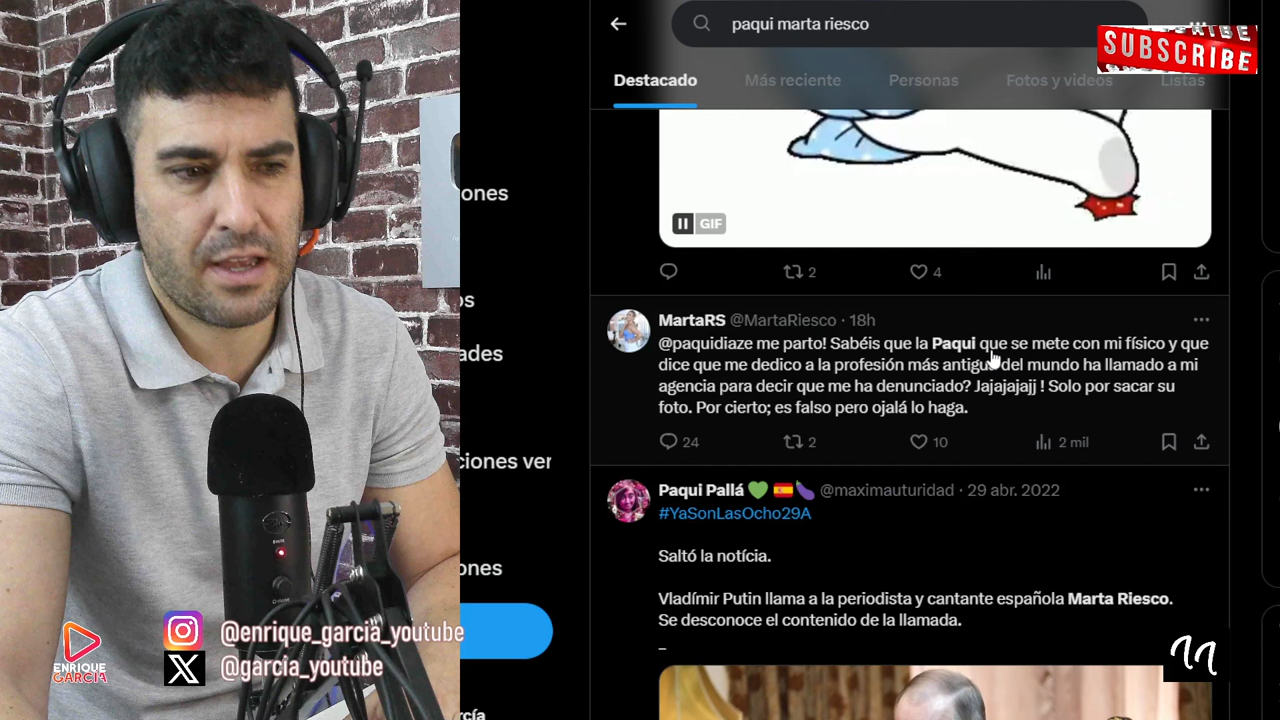 paqui marta riesco
SUBSCRIBE
Destacado
Más reciente
Personas
Fotos y videos
Listas
ones
os
ades
ciones ver
ones
rcía
GIF
2
4
MartaRS @MartaRiesco · 18h
@paquidiaze me parto! Sabéis que la Paqui que se mete con mi físico y que
dice que me dedico a la profesión más antigua del mundo ha llamado a mi
agencia para decir que me ha denunciado? Jajajajajj ! Solo por sacar su
foto. Por cierto; es falso pero ojalá lo haga.
24
2
10
2 mil
Paqui Pallá 💚 🇪🇸 🍆 @maximauturidad · 29 abr. 2022
#YaSonLasOcho29A
Saltó la notícia.
Vladímir Putin llama a la periodista y cantante española Marta Riesco.
Se desconoce el contenido de la llamada.
_
@enrique_garcia_youtube
@garcia_youtube
ENRIQUE
GARCIA